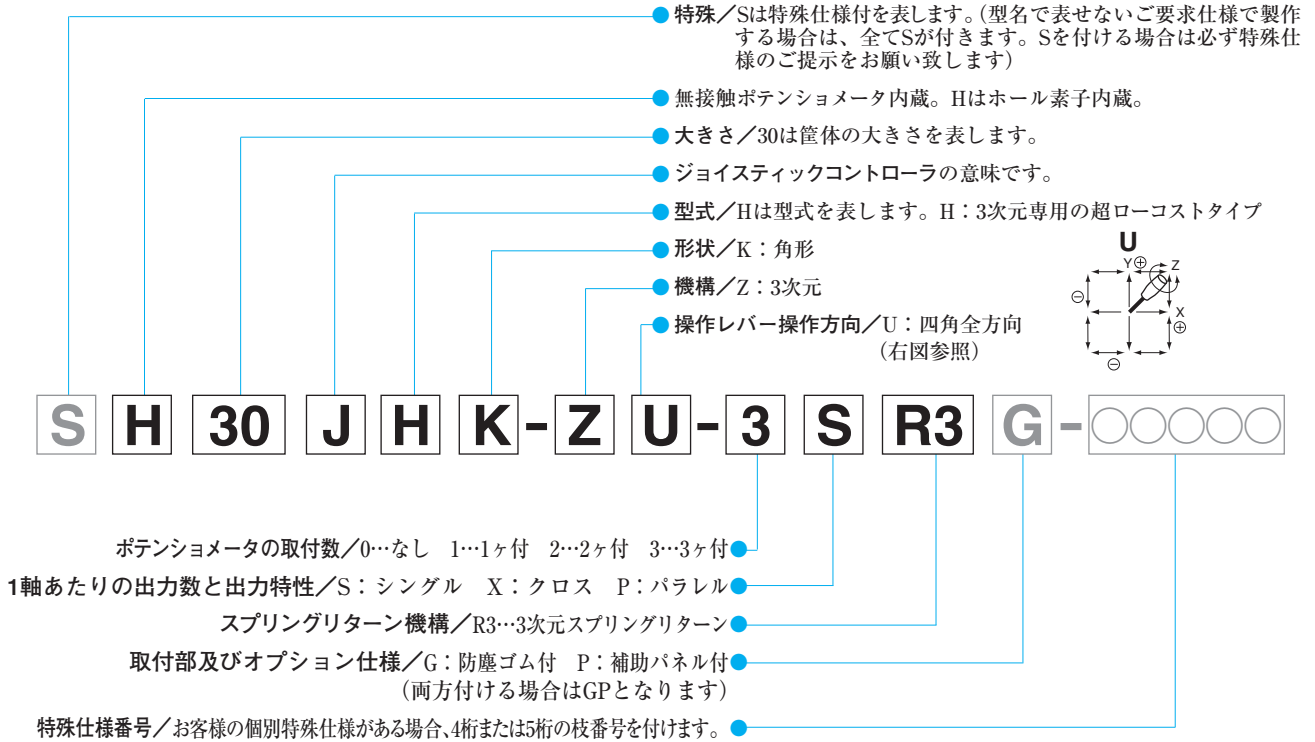 特殊／Sは特殊仕様付を表します。（型名で表せないご要求仕様で製作
する場合は、全てSが付きます。Sを付ける場合は必ず特殊仕
様のご提示をお願い致します）
無接触ポテンショメータ内蔵。Hはホール素子内蔵。
大きさ／30は筐体の大きさを表します。
ジョイスティックコントローラの意味です。
型式／Hは型式を表します。H：3次元専用の超ローコストタイプ
形状／K：角形
機構／Z：3次元
操作レバー操作方向／U：四角全方向
（右図参照）
U
Y⊕ Z
⊖
X
⊕
⊖
S H 30 J H K-Z U-3 S R3 G-○○○○○
ポテンショメータの取付数／0…なし 1…1ヶ付 2…2ヶ付 3…3ヶ付
1軸あたりの出力数と出力特性／S：シングル X：クロス P：パラレル
スプリングリターン機構／R3…3次元スプリングリターン
取付部及びオプション仕様／G：防塵ゴム付 P：補助パネル付
（両方付ける場合はGPとなります）
特殊仕様番号／お客様の個別特殊仕様がある場合、4桁または5桁の枝番号を付けます。